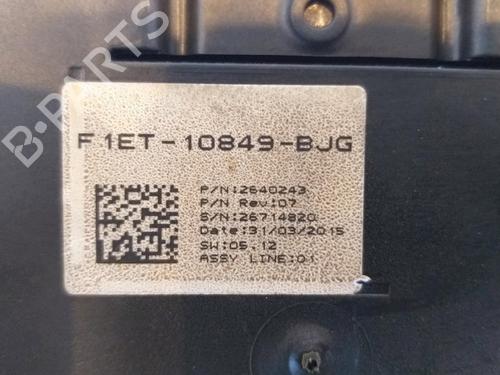 F1ET-10849-BJG
P/N:2640243
P/N Rev:07
S/N:26714820
Date:31/03/2015
SW:05.12
ASSY LINE:01
B-PARTS